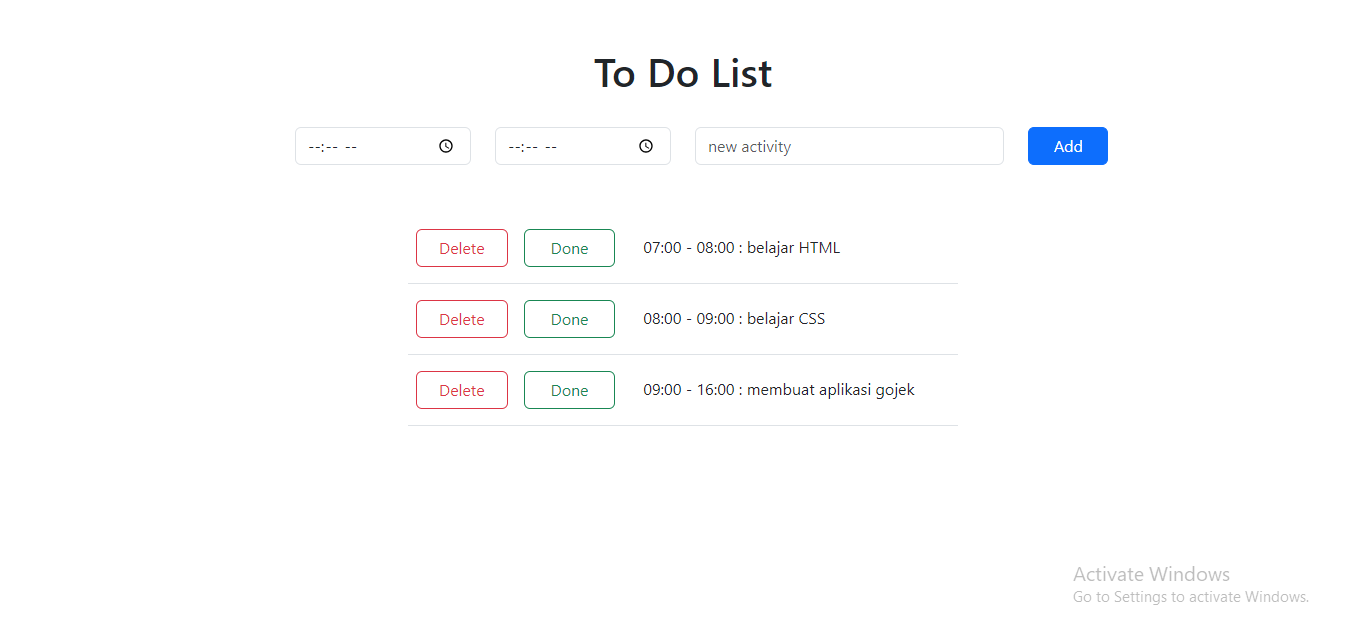 To Do List
--:-- --
--:-- --
new activity
Add
Delete
Done
07:00 - 08:00 : belajar HTML
Delete
Done
08:00 - 09:00 : belajar CSS
Delete
Done
09:00 - 16:00 : membuat aplikasi gojek
Activate Windows
Go to Settings to activate Windows.